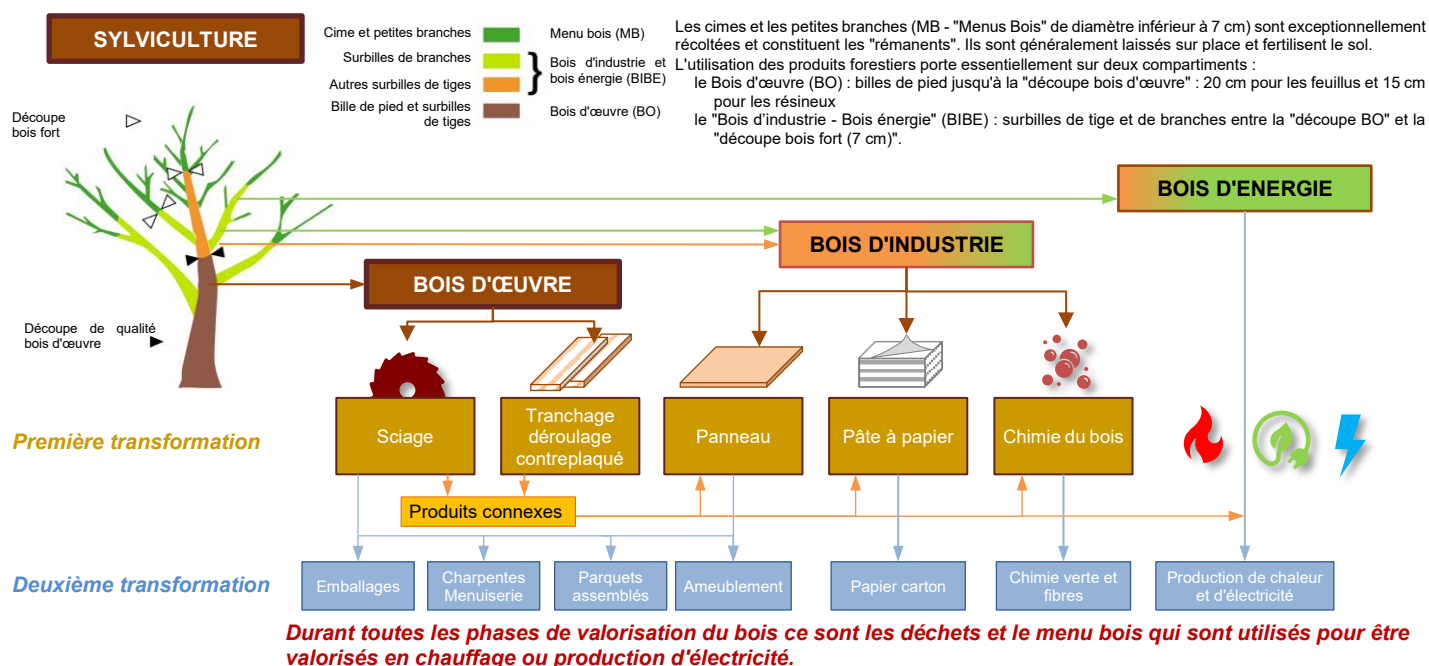 SYLVICULTURE
Cime et petites branches
Menu bois (MB)
Surbilles de branches
Autres surbilles de tiges
Bois d'industrie et
bois énergie (BIBE)
Bille de pied et surbilles
de tiges
Bois d'œuvre (BO)
Les cimes et les petites branches (MB - "Menus Bois" de diamètre inférieur à 7 cm) sont exceptionnellement
récoltées et constituent les "rémanents". Ils sont généralement laissés sur place et fertilisent le sol.
L'utilisation des produits forestiers porte essentiellement sur deux compartiments :
le Bois d'œuvre (BO) : billes de pied jusqu'à la "découpe bois d'œuvre" : 20 cm pour les feuillus et 15 cm
pour les résineux
le "Bois d'industrie - Bois énergie" (BIBE) : surbilles de tige et de branches entre la "découpe BO" et la
"découpe bois fort (7 cm)".
Découpe
bois fort
BOIS D'ENERGIE
BOIS D'INDUSTRIE
BOIS D'ŒUVRE
Découpe de qualité
bois d'œuvre
Première transformation
Sciage
Tranchage
déroulage
contreplaqué
Panneau
Pâte à papier
Chimie du bois
Produits connexes
Deuxième transformation
Emballages
Charpentes
Menuiserie
Parquets
assemblés
Ameublement
Papier carton
Chimie verte et
fibres
Production de chaleur
et d'électricité
Durant toutes les phases de valorisation du bois ce sont les déchets et le menu bois qui sont utilisés pour être
valorisés en chauffage ou production d'électricité.